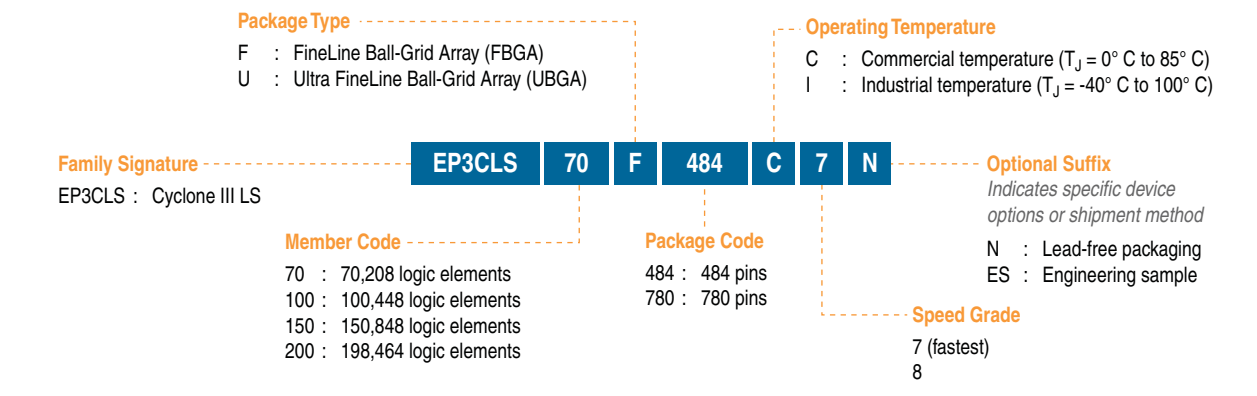 Package Type
F : FineLine Ball-Grid Array (FBGA)
U : Ultra FineLine Ball-Grid Array (UBGA)
Operating Temperature
C : Commercial temperature (TJ = 0° C to 85° C)
I : Industrial temperature (TJ = -40° C to 100° C)
EP3CLS 70 F 484 C 7 N
Family Signature
EP3CLS : Cyclone III LS
Optional Suffix
Indicates specific device
options or shipment method
N : Lead-free packaging
ES : Engineering sample
Member Code
70 : 70,208 logic elements
100 : 100,448 logic elements
150 : 150,848 logic elements
200 : 198,464 logic elements
Package Code
484 : 484 pins
780 : 780 pins
Speed Grade
7 (fastest)
8